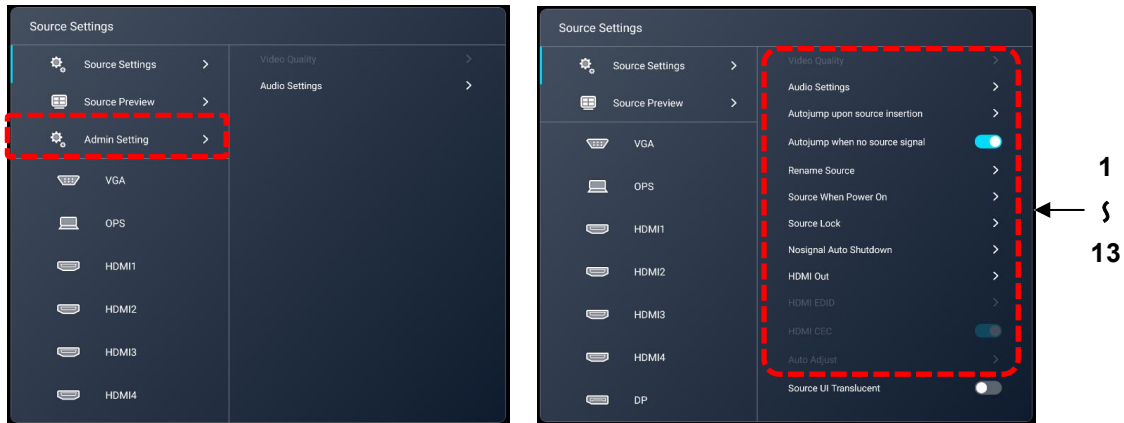 Source Settings
Source Settings
Source Preview
Admin Setting
VGA
OPS
HDMI1
HDMI2
HDMI3
HDMI4
Video Quality
Audio Settings
Source Settings
Source Settings
Source Preview
VGA
OPS
HDMI1
HDMI2
HDMI3
HDMI4
DP
Video Quality
Audio Settings
Autojump upon source insertion
Autojump when no source signal
Rename Source
Source When Power On
Source Lock
Nosignal Auto Shutdown
HDMI Out
HDMI EDID
HDMI CEC
Auto Adjust
Source UI Translucent
1
~
13